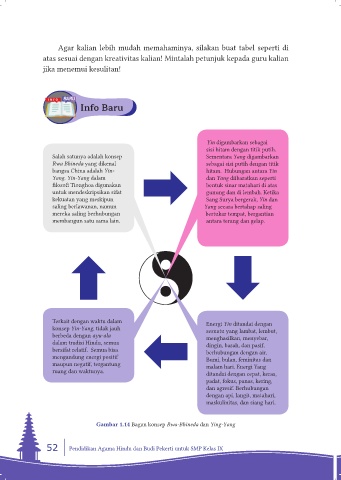 Agar kalian lebih mudah memahaminya, silakan buat tabel seperti di
atas sesuai dengan kreativitas kalian! Mintalah petunjuk kepada guru kalian
jika menemui kesulitan!
Info Baru
Salah satunya adalah konsep
Rwa Bhineda yang dikenal
bangsa China adalah Yin-
Yang. Yin-Yang dalam
filosofi Tionghoa digunakan
untuk mendeskripsikan sifat
kekuatan yang meskipun
saling berlawanan, namun
mereka saling berhubungan
membangun satu sama lain.
Yin digambarkan sebagai
sisi hitam dengan titik putih.
Sementara Yang digambarkan
sebagai sisi putih dengan titik
hitam. Hubungan antara Yin
dan Yang diibaratkan seperti
bentuk sinar matahari di atas
gunung dan di lembah. Ketika
Sang Surya bergerak, Yin dan
Yang secara bertahap saling
bertukar tempat, bergantian
antara terang dan gelap.
Terkait dengan waktu dalam
konsep Yin-Yang, tidak jauh
berbeda dengan ayu-ala
dalam tradisi Hindu, semua
bersifat relatif. Semua bisa
mengandung energi positif
maupun negatif, tergantung
ruang dan waktunya.
Energi Yin ditandai dengan
sesuatu yang lambat, lembut,
menghasilkan, menyebar,
dingin, basah, dan pasif,
berhubungan dengan air,
Bumi, bulan, feminitas dan
malam hari. Energi Yang
ditandai dengan cepat, keras,
padat, fokus, panas, kering,
dan agresif. Berhubungan
dengan api, langit, matahari,
maskulinitas, dan siang hari.
Gambar 1.14 Bagan konsep Rwa-Bhineda dan Ying-Yang
52 Pendidikan Agama Hindu dan Budi Pekerti untuk SMP Kelas IX